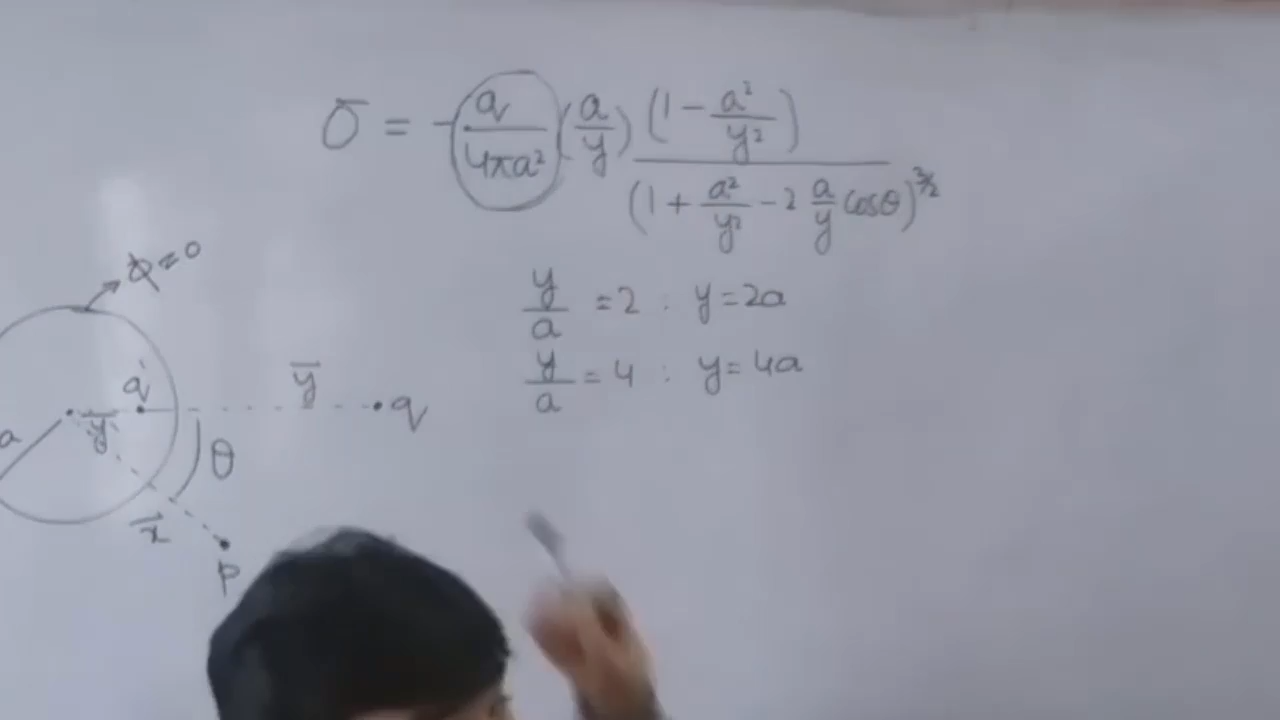 σ = - q/4πa² (a/y) (1 - a²/y²)/(1 + a²/y² - 2 a/y cosθ)^3/2
y/a = 2 : y = 2a
y/a = 4 : y = 4a
Φ = 0
q'
y
q
a
y'
θ
x
P